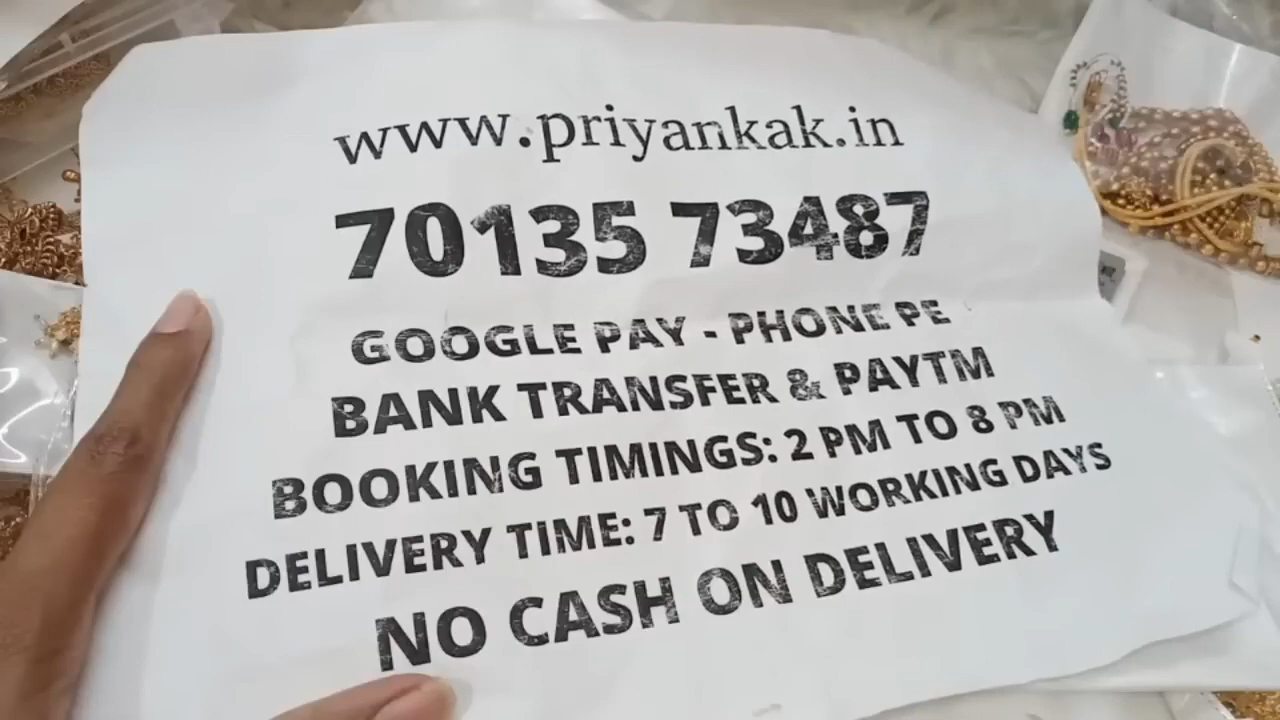 www.priyankak.in
70135 73487
GOOGLE PAY - PHONE PE
BANK TRANSFER & PAYTM
BOOKING TIMINGS: 2 PM TO 8 PM
DELIVERY TIME: 7 TO 10 WORKING DAYS
NO CASH ON DELIVERY